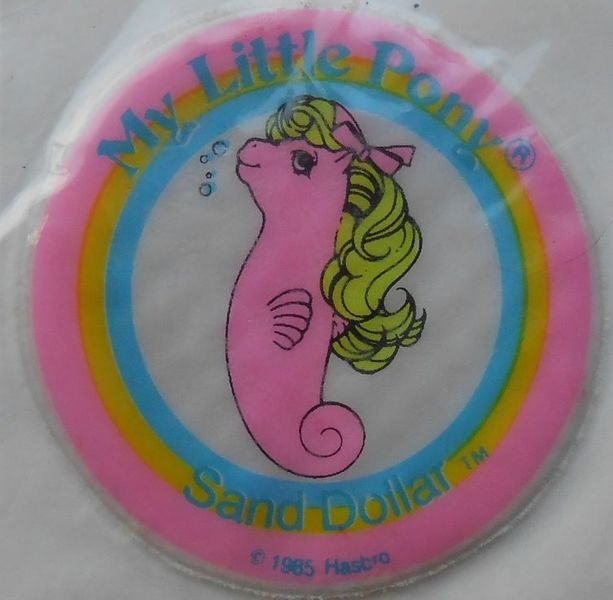 My Little Pony®
Sand Dollar™
© 1985 Hasbro